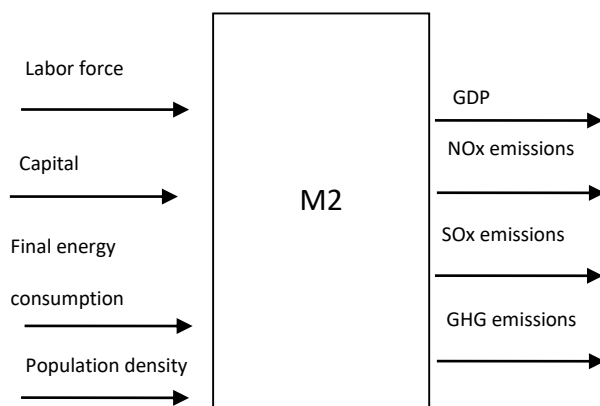 Labor force
Capital
Final energy
consumption
Population density
M2
GDP
NOx emissions
SOx emissions
GHG emissions